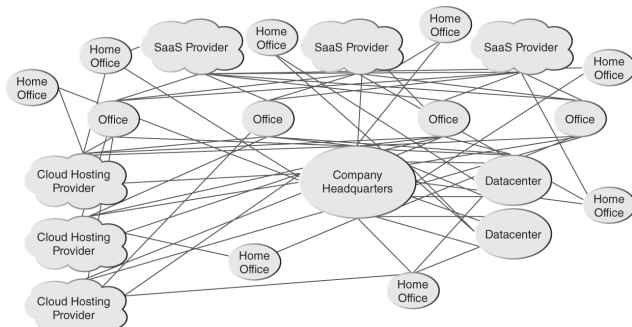 Home
Office
SaaS Provider
Home
Office
SaaS Provider
Home
Office
SaaS Provider
Home
Office
Home
Office
Office
Office
Office
Office
Cloud Hosting
Provider
Company
Headquarters
Datacenter
Home
Office
Cloud Hosting
Provider
Datacenter
Home
Office
Home
Office
Cloud Hosting
Provider